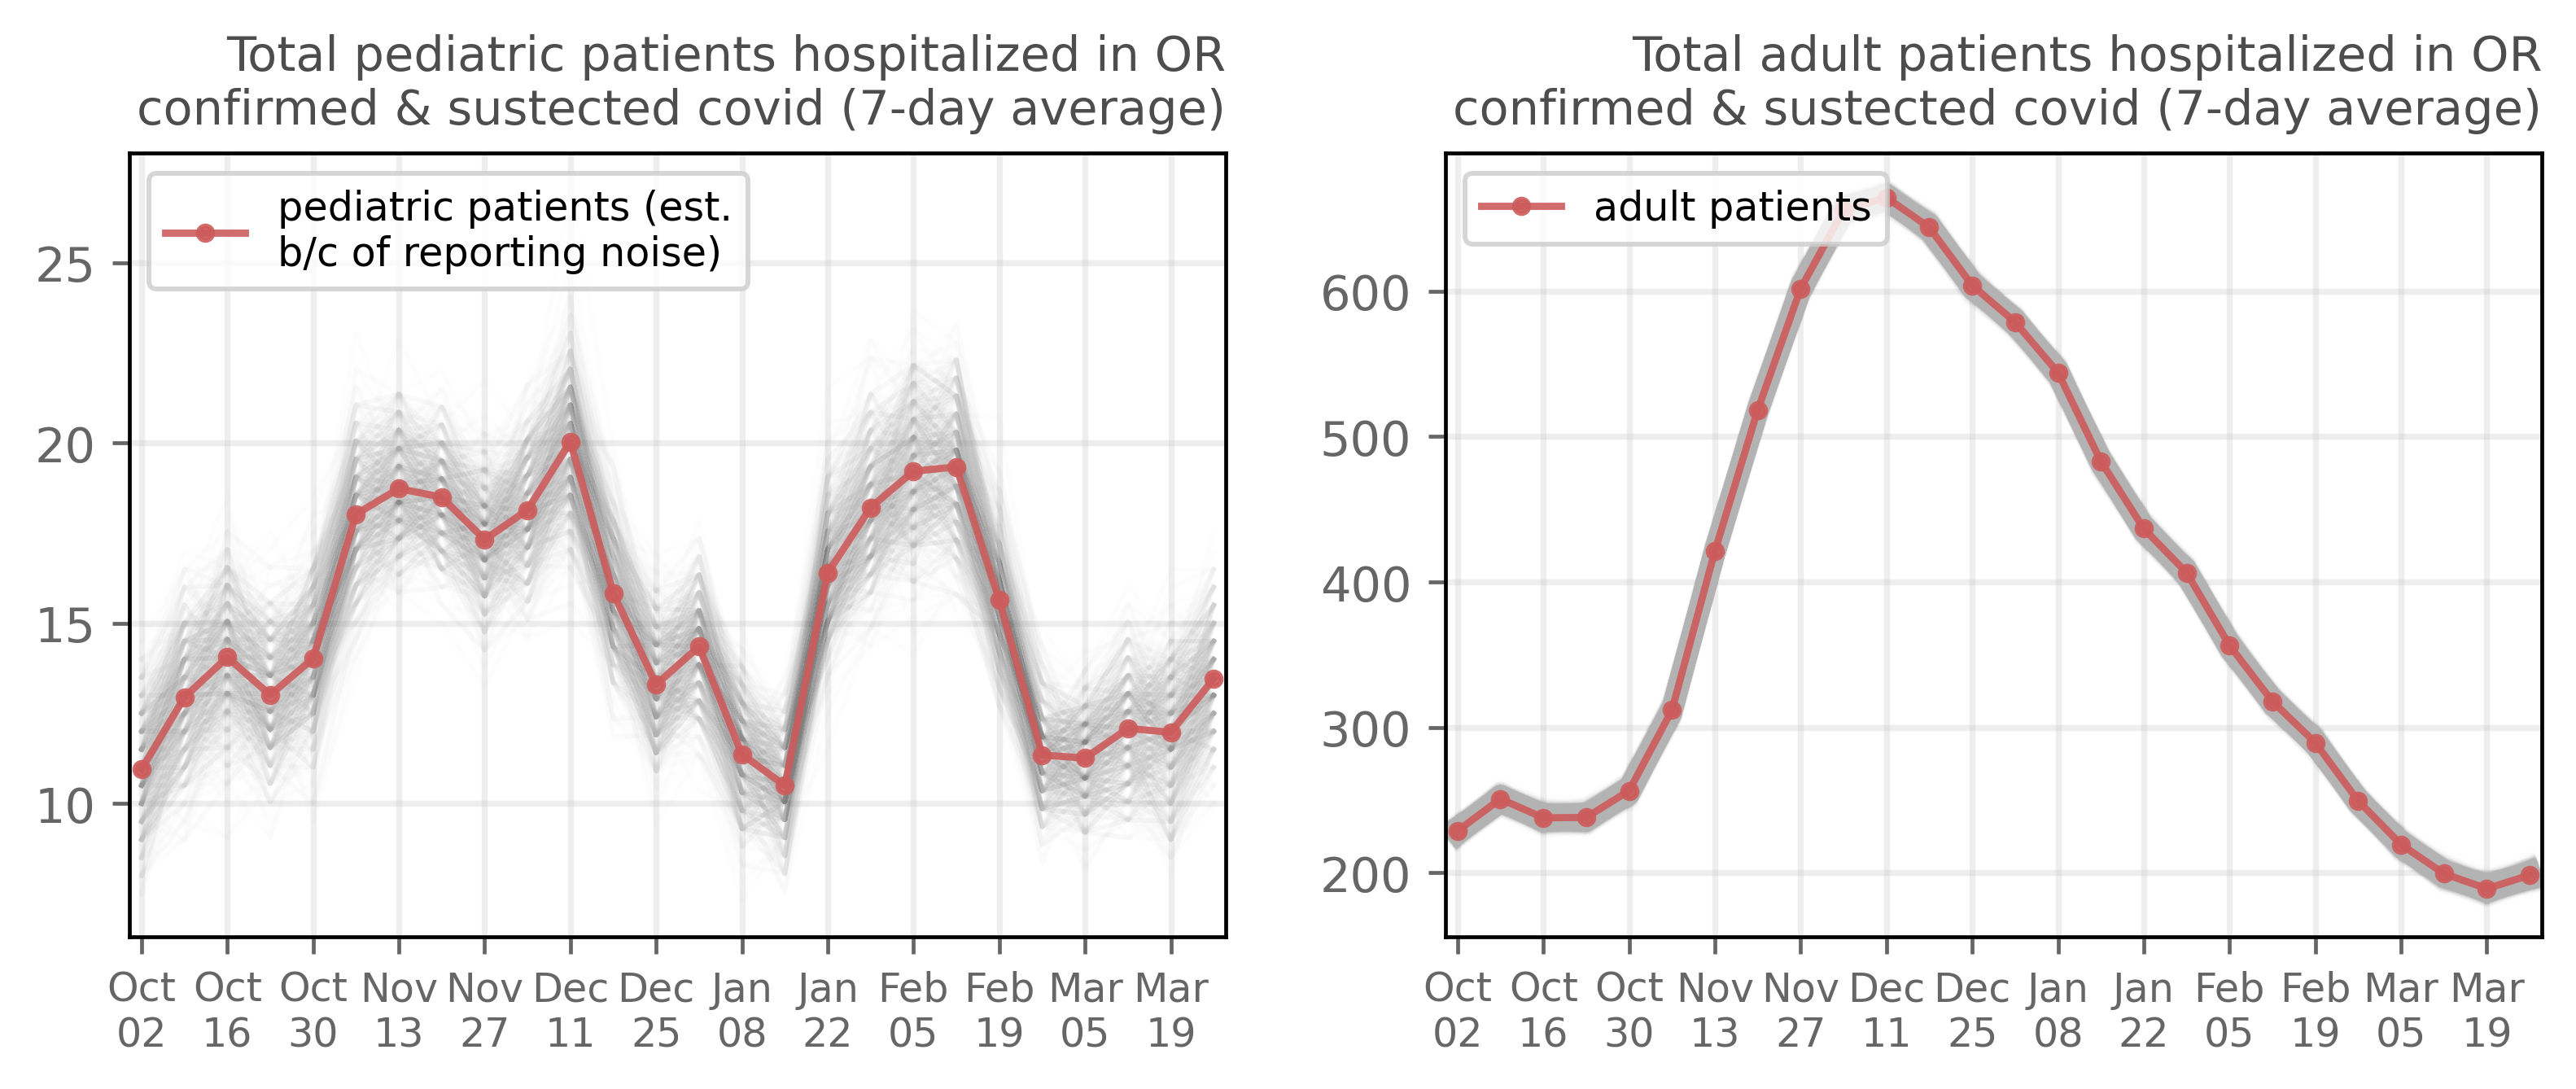 Total pediatric patients hospitalized in OR
confirmed & sustected covid (7-day average)
pediatric patients (est.
b/c of reporting noise)
25
20
15
10
Oct Oct Oct Nov Nov Dec Dec Jan Jan Feb Feb Mar Mar
02 16 30 13 27 11 25 08 22 05 19 05 19
Total adult patients hospitalized in OR
confirmed & sustected covid (7-day average)
adult patients
600
500
400
300
200
Oct Oct Oct Nov Nov Dec Dec Jan Jan Feb Feb Mar Mar
02 16 30 13 27 11 25 08 22 05 19 05 19